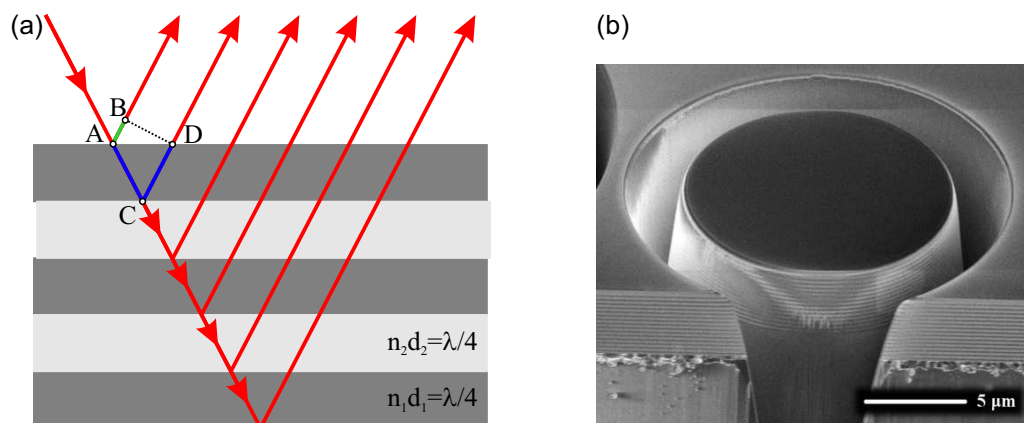 (a)
(b)
B
A
D
C
n₂d₂=λ/4
n₁d₁=λ/4
5 µm